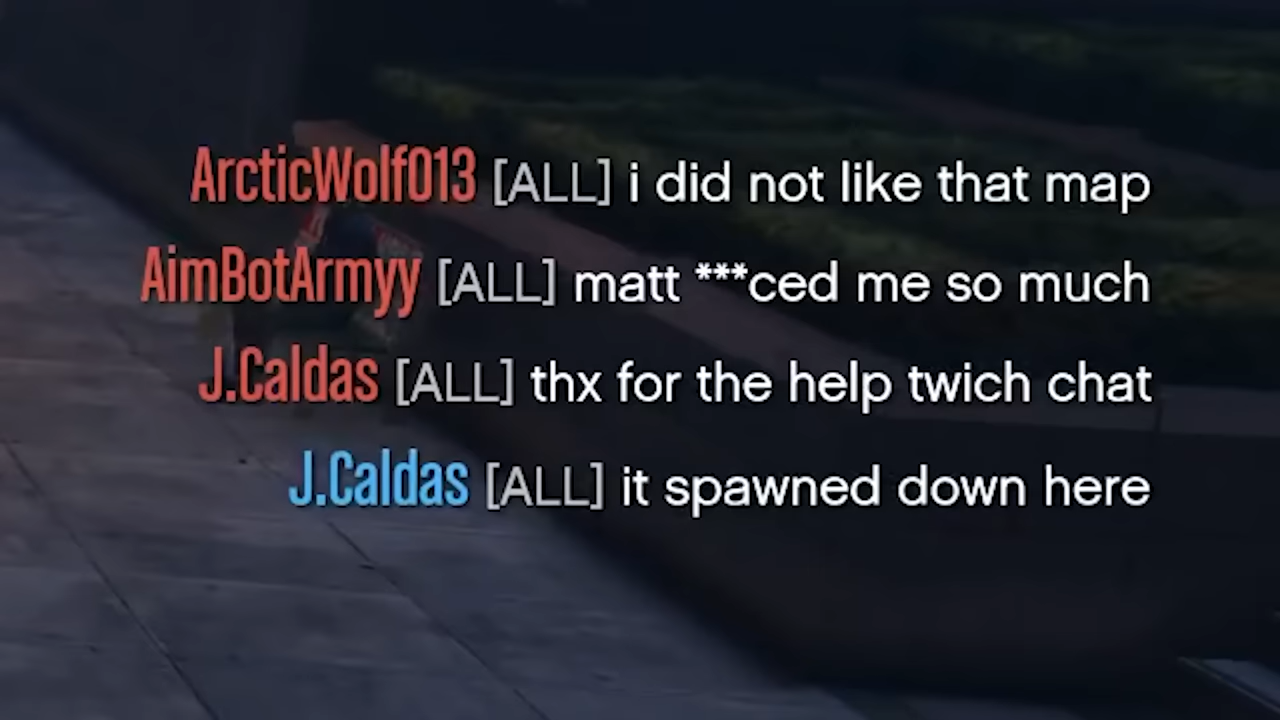 ArcticWolf013 [ALL] i did not like that map
AimBotArmyy [ALL] matt ***ced me so much
J.Caldas [ALL] thx for the help twich chat
J.Caldas [ALL] it spawned down here